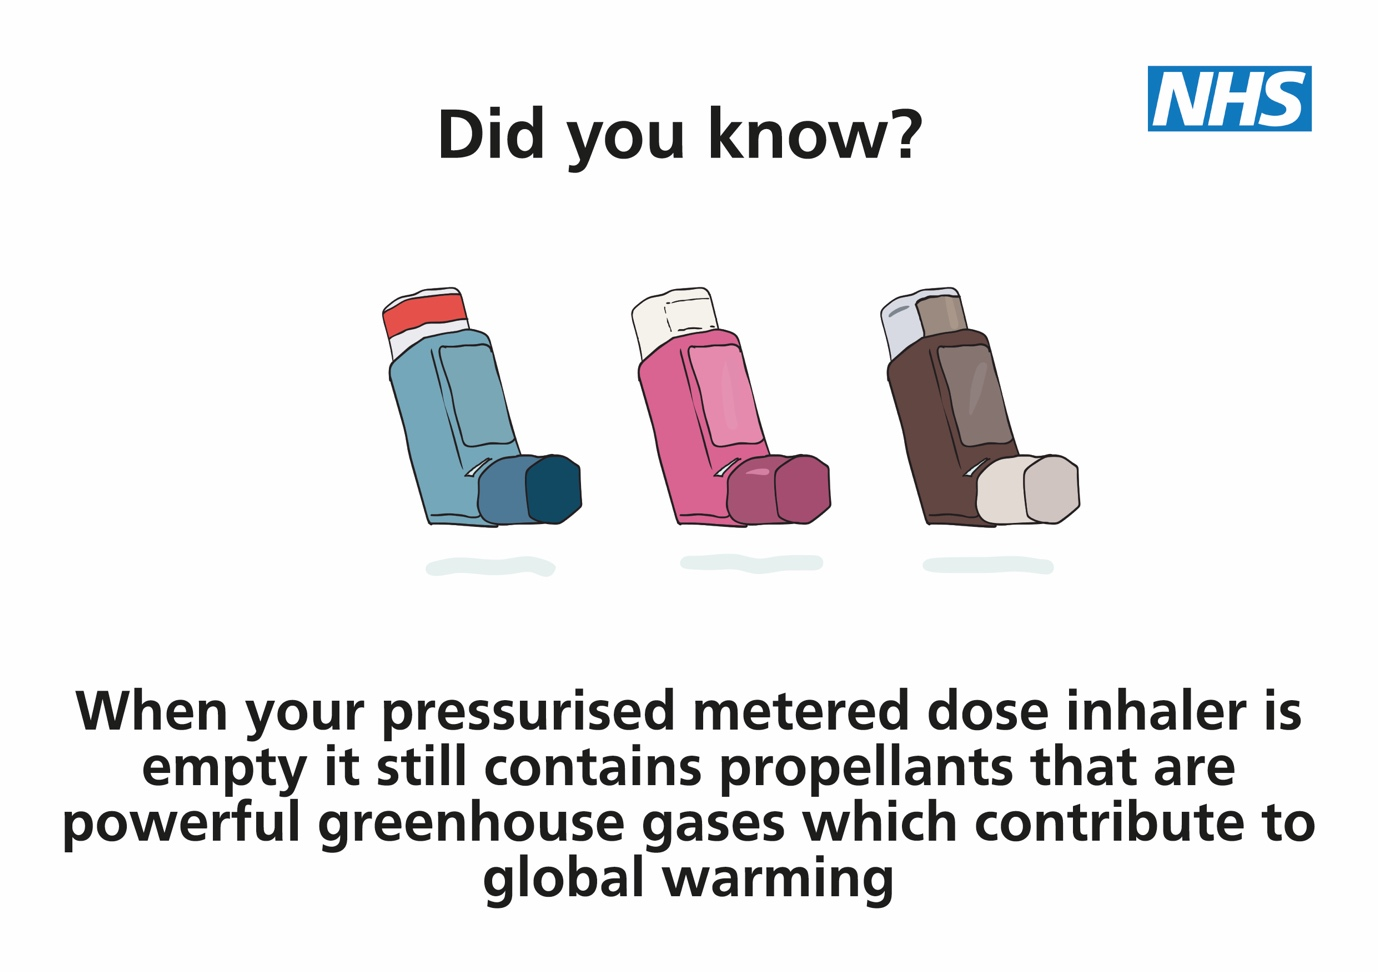 NHS
Did you know?
When your pressurised metered dose inhaler is
empty it still contains propellants that are
powerful greenhouse gases which contribute to
global warming